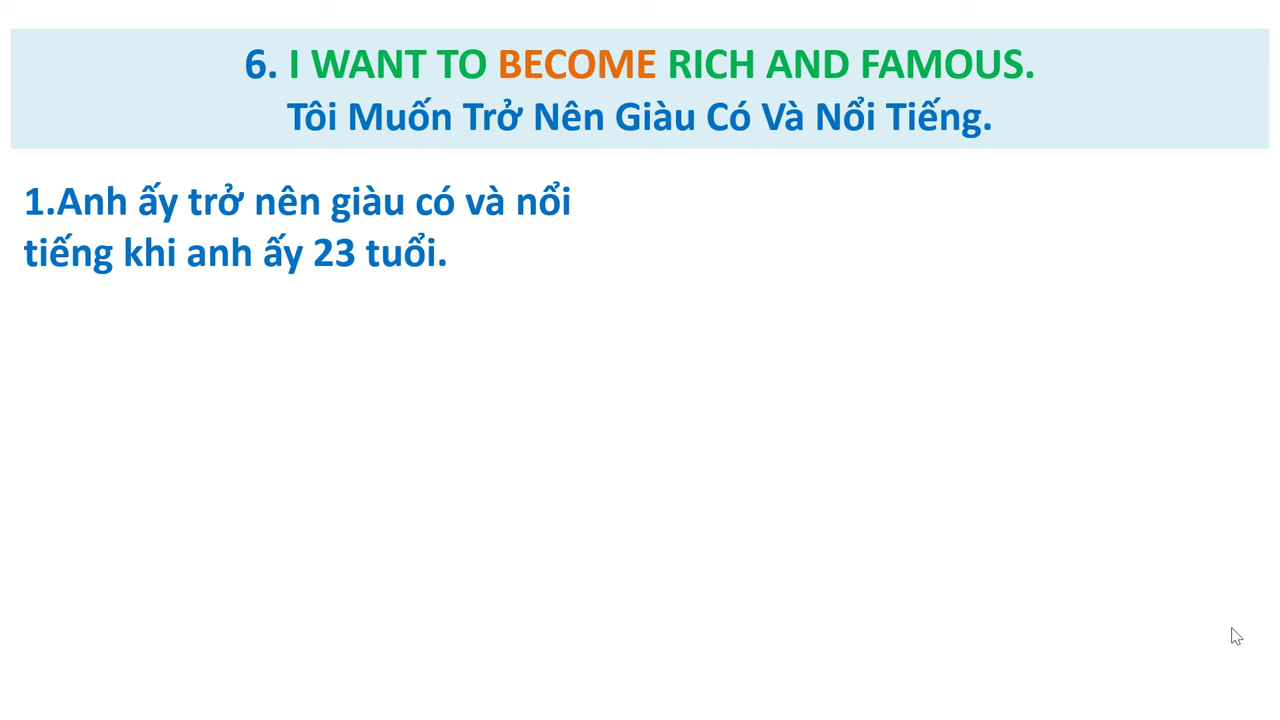 6. I WANT TO BECOME RICH AND FAMOUS.
Tôi Muốn Trở Nên Giàu Có Và Nổi Tiếng.
1.Anh ấy trở nên giàu có và nổi
tiếng khi anh ấy 23 tuổi.